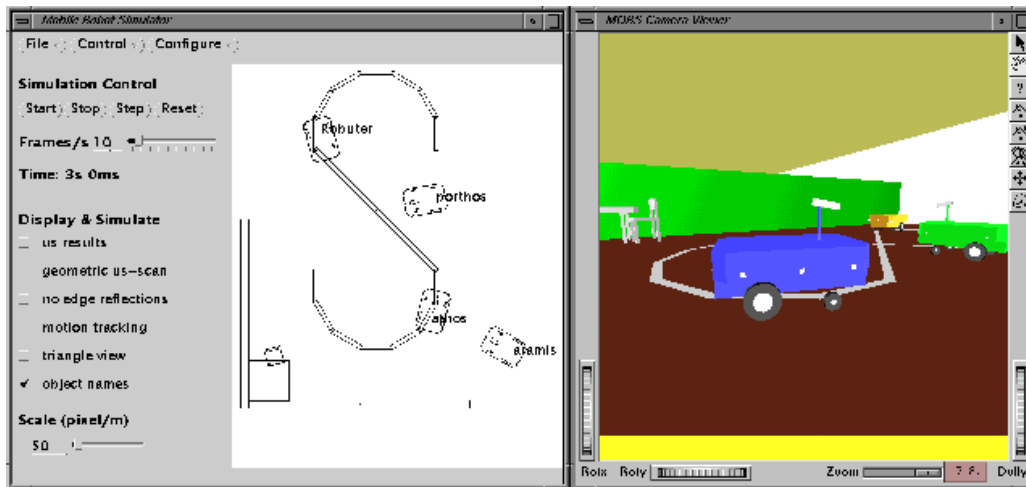 Mobile Robot Simulator
File Control Configure
Simulation Control
Start Stop Step Reset
Frames/s 10
Time: 3s 0ms
Display & Simulate
us results
geometric us-scan
no edge reflections
motion tracking
triangle view
object names
Scale (pixel/m)
50
Robuter
porthos
athos
aramis
MOBS Camera Viewer
?
Rotx Roty Zoom 7.8. Dolly